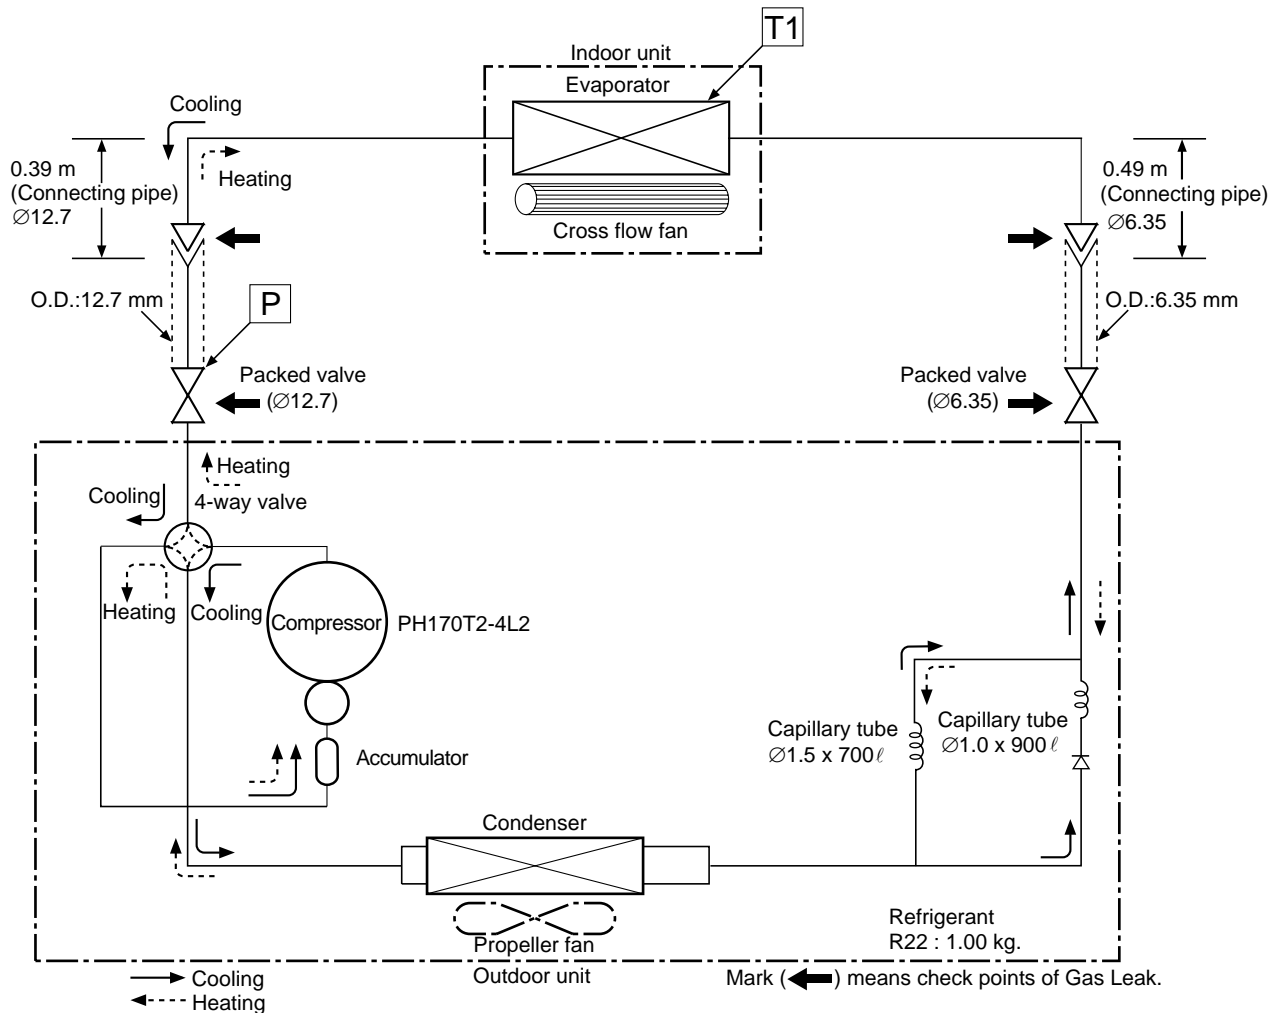 T1
Indoor unit
Evaporator
Cooling
0.39 m
(Connecting pipe)
∅12.7
Heating
0.49 m
(Connecting pipe)
∅6.35
Cross flow fan
O.D.:12.7 mm
P
O.D.:6.35 mm
Packed valve
(∅12.7)
Packed valve
(∅6.35)
Heating
Cooling
4-way valve
Heating
Cooling
Compressor
PH170T2-4L2
Capillary tube
∅1.5 x 700ℓ
Capillary tube
∅1.0 x 900ℓ
Accumulator
Condenser
Propeller fan
Refrigerant
R22 : 1.00 kg.
Outdoor unit
Cooling
Heating
Mark ( ) means check points of Gas Leak.